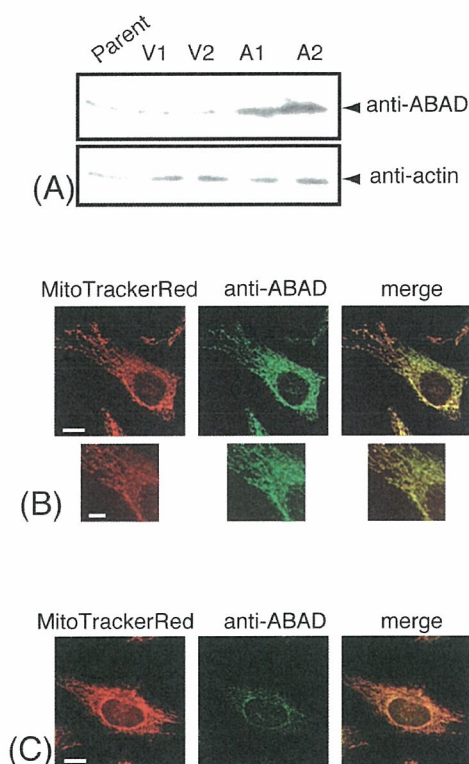 Parent V1 V2 A1 A2
anti-ABAD
anti-actin
(A)
MitoTrackerRed anti-ABAD merge
(B)
MitoTrackerRed anti-ABAD merge
(C)